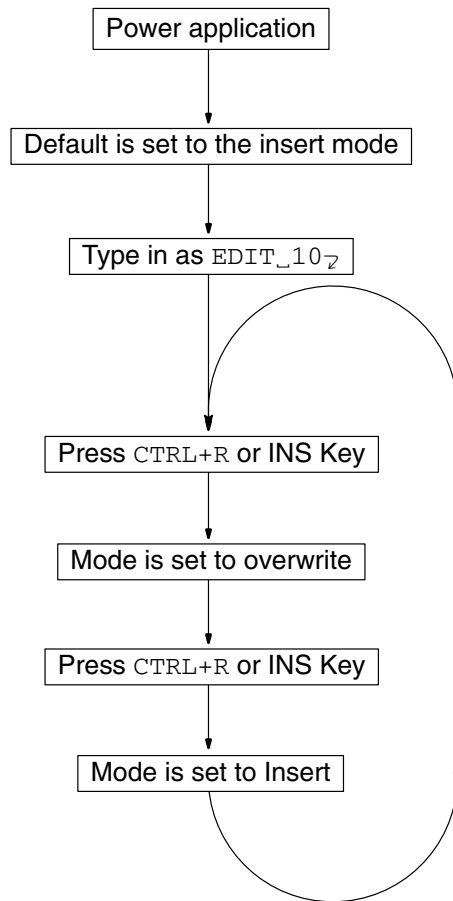 Power application
Default is set to the insert mode
Type in as EDIT␣10⤶
Press CTRL+R or INS Key
Mode is set to overwrite
Press CTRL+R or INS Key
Mode is set to Insert